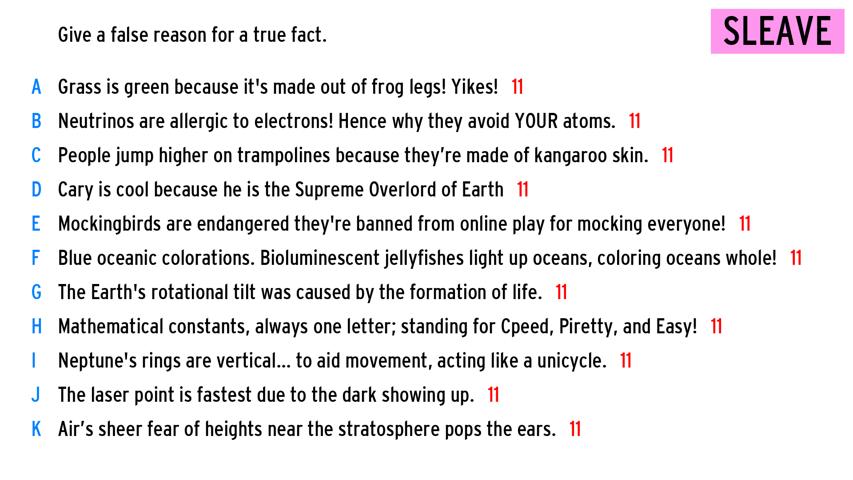 Give a false reason for a true fact.
SLEAVE
A Grass is green because it's made out of frog legs! Yikes! 11
B Neutrinos are allergic to electrons! Hence why they avoid YOUR atoms. 11
C People jump higher on trampolines because they’re made of kangaroo skin. 11
D Cary is cool because he is the Supreme Overlord of Earth 11
E Mockingbirds are endangered they're banned from online play for mocking everyone! 11
F Blue oceanic colorations. Bioluminescent jellyfishes light up oceans, coloring oceans whole! 11
G The Earth's rotational tilt was caused by the formation of life. 11
H Mathematical constants, always one letter; standing for Cpeed, Piretty, and Easy! 11
I Neptune's rings are vertical... to aid movement, acting like a unicycle. 11
J The laser point is fastest due to the dark showing up. 11
K Air’s sheer fear of heights near the stratosphere pops the ears. 11